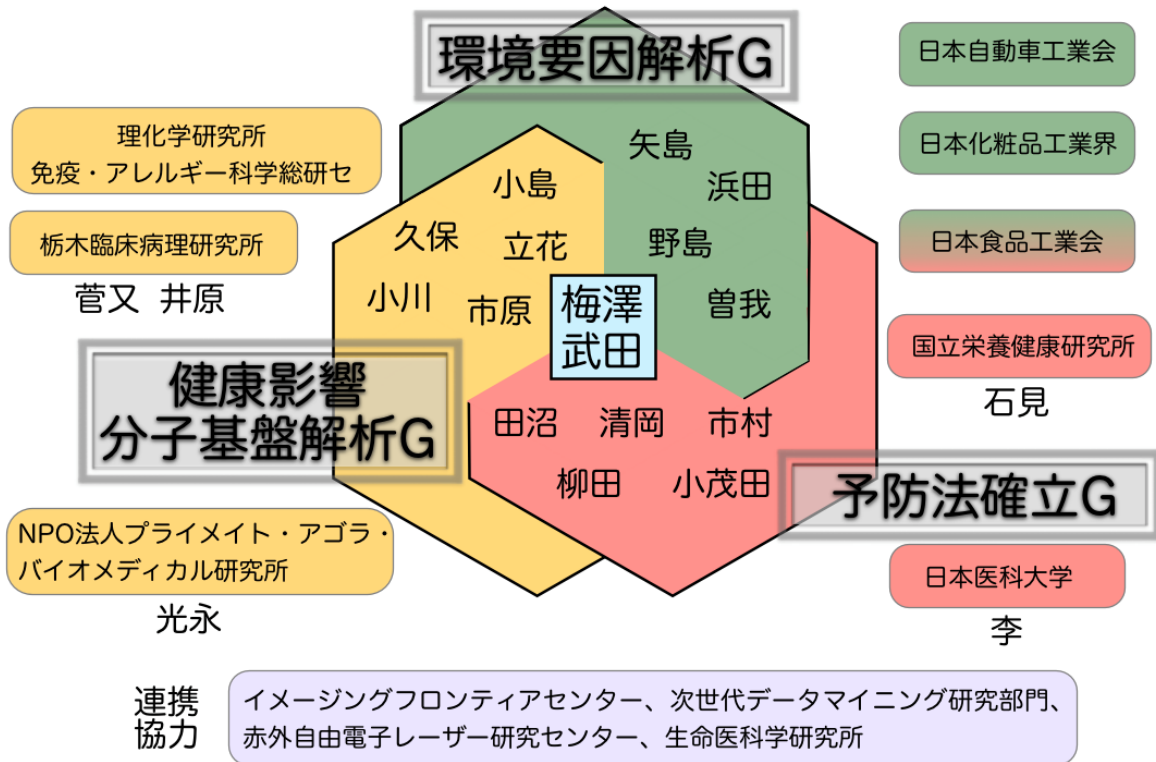 環境要因解析G
日本自動車工業会
日本化粧品工業界
日本食品工業会
国立栄養健康研究所
石見
理化学研究所
免疫・アレルギー科学総研セ
栃木臨床病理研究所
菅又 井原
矢島
浜田
野島
曽我
小島
久保
立花
小川
市原
梅澤
武田
健康影響
分子基盤解析G
田沼 清岡 市村
柳田 小茂田
予防法確立G
NPO法人プライメイト・アゴラ・
バイオメディカル研究所
光永
日本医科大学
李
連携
協力
イメージングフロンティアセンター、次世代データマイニング研究部門、
赤外自由電子レーザー研究センター、生命医科学研究所